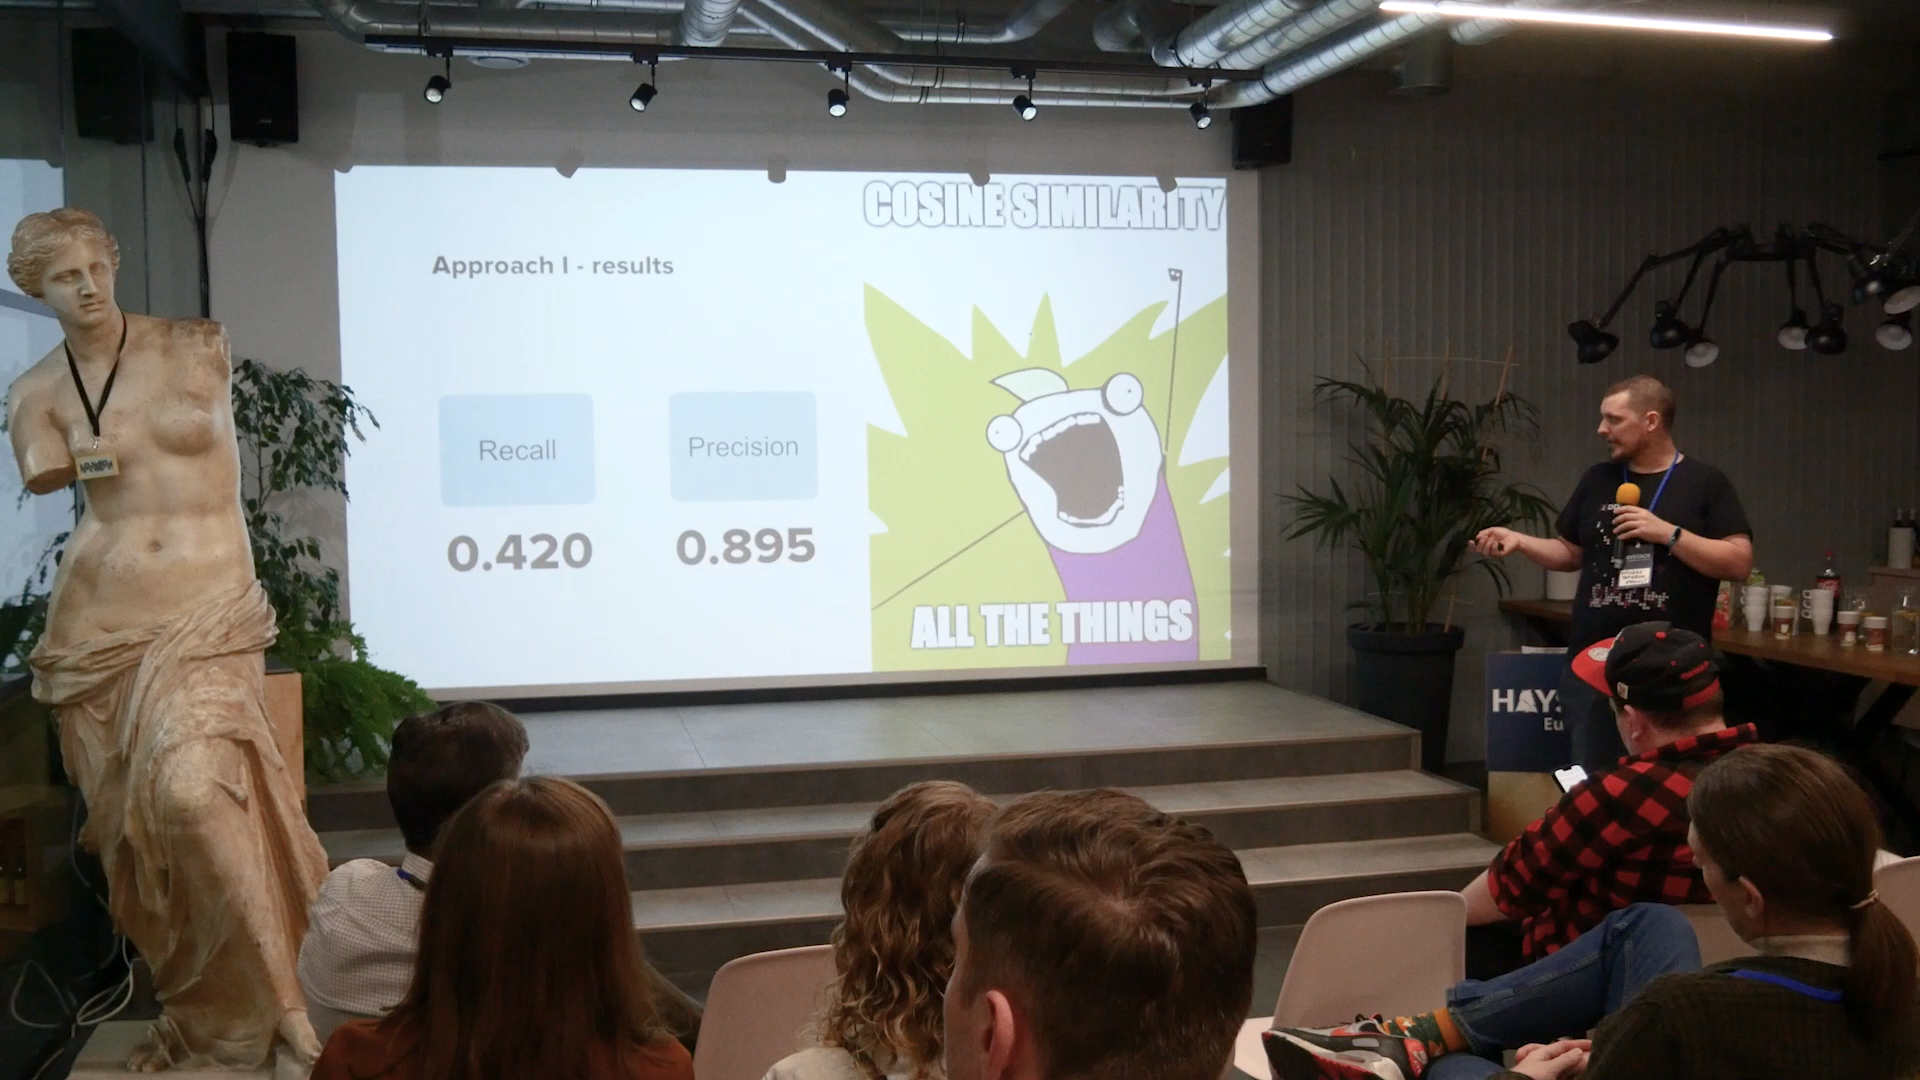 COSINE SIMILARITY
Approach I - results
Recall
Precision
0.420
0.895
ALL THE THINGS
HAYS
Eu